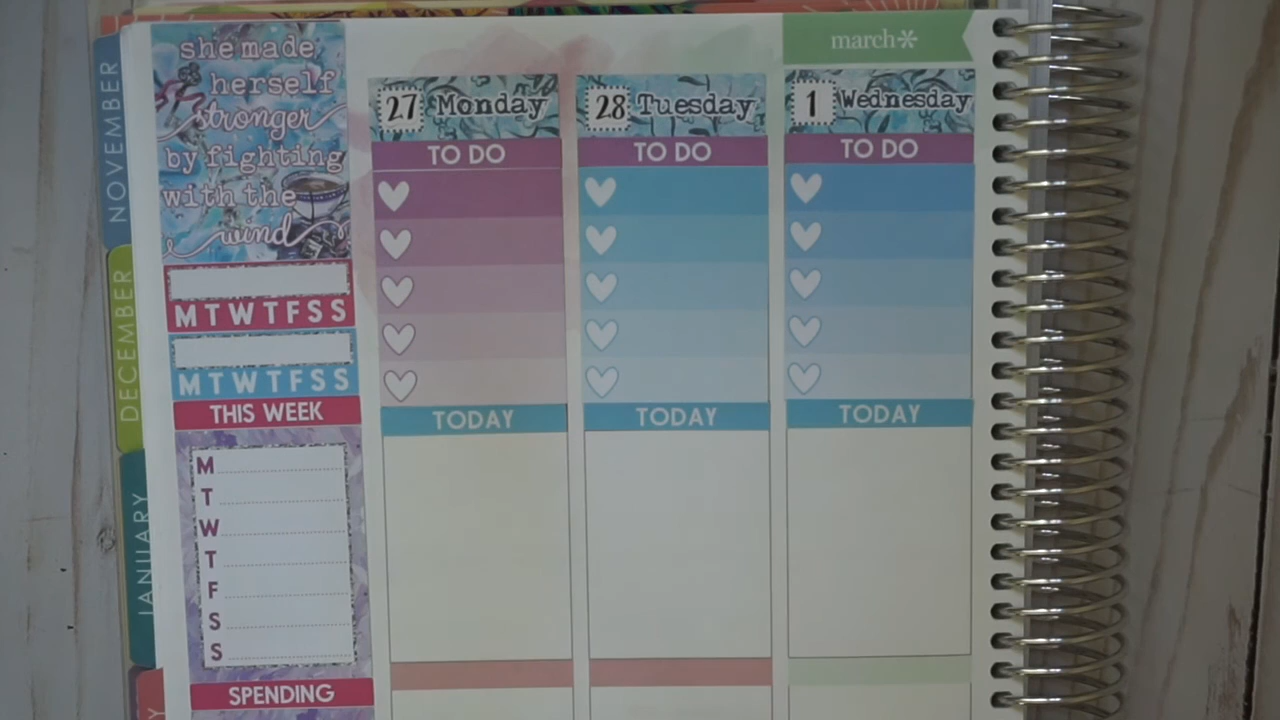 she made
herself
stronger
by fighting
with the
wind
M T W T F S S
M T W T F S S
THIS WEEK
M
T
W
T
F
S
S
SPENDING
27 Monday
TO DO
TODAY
28 Tuesday
TO DO
TODAY
march*
1 Wednesday
TO DO
TODAY
NOVEMBER
DECEMBER
JANUARY
Y